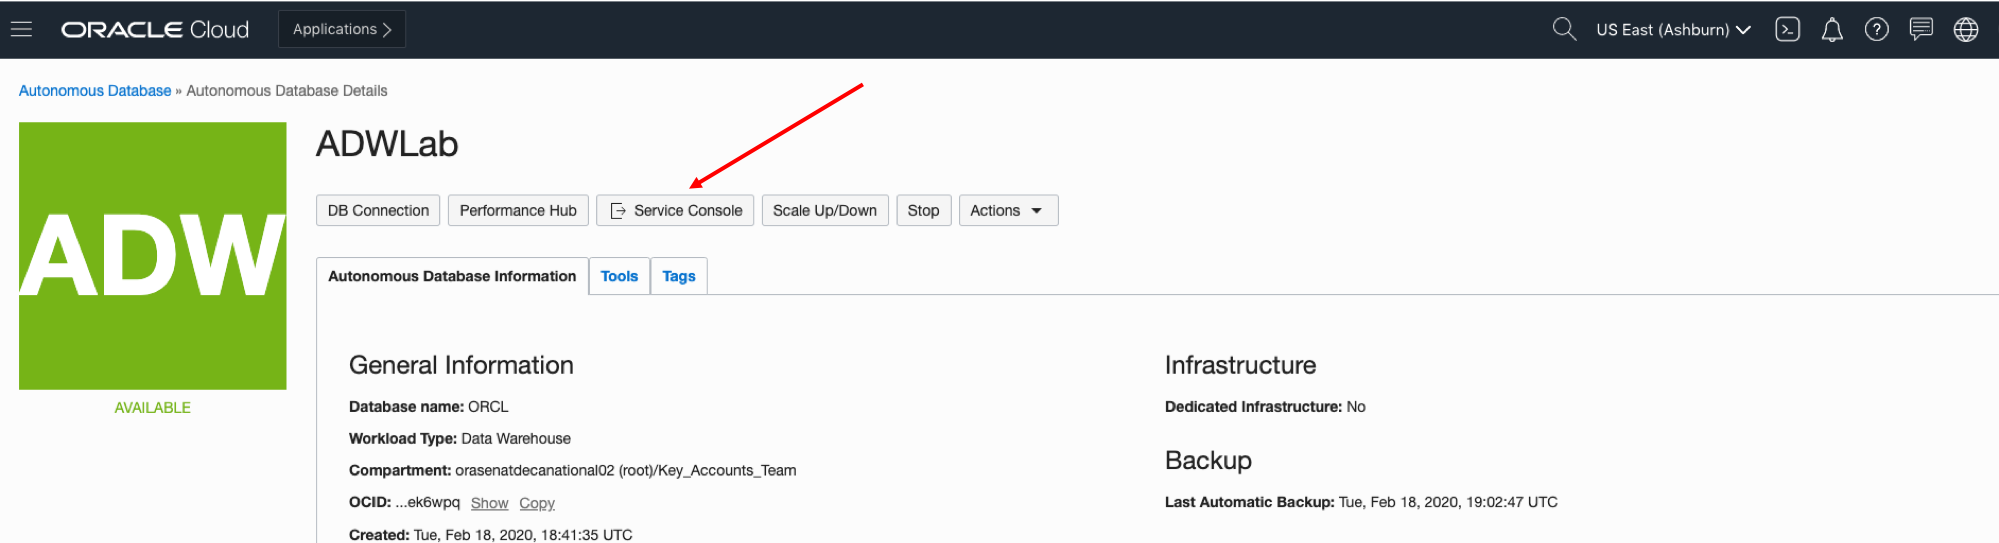 ORACLE Cloud Applications US East (Ashburn)
Autonomous Database » Autonomous Database Details
ADW
AVAILABLE
ADWLab
DB Connection Performance Hub Service Console Scale Up/Down Stop Actions
Autonomous Database Information Tools Tags
General Information
Database name: ORCL
Workload Type: Data Warehouse
Compartment: orasenatdecanational02 (root)/Key_Accounts_Team
OCID: ...ek6wpq Show Copy
Created: Tue, Feb 18, 2020, 18:41:35 UTC
Infrastructure
Dedicated Infrastructure: No
Backup
Last Automatic Backup: Tue, Feb 18, 2020, 19:02:47 UTC